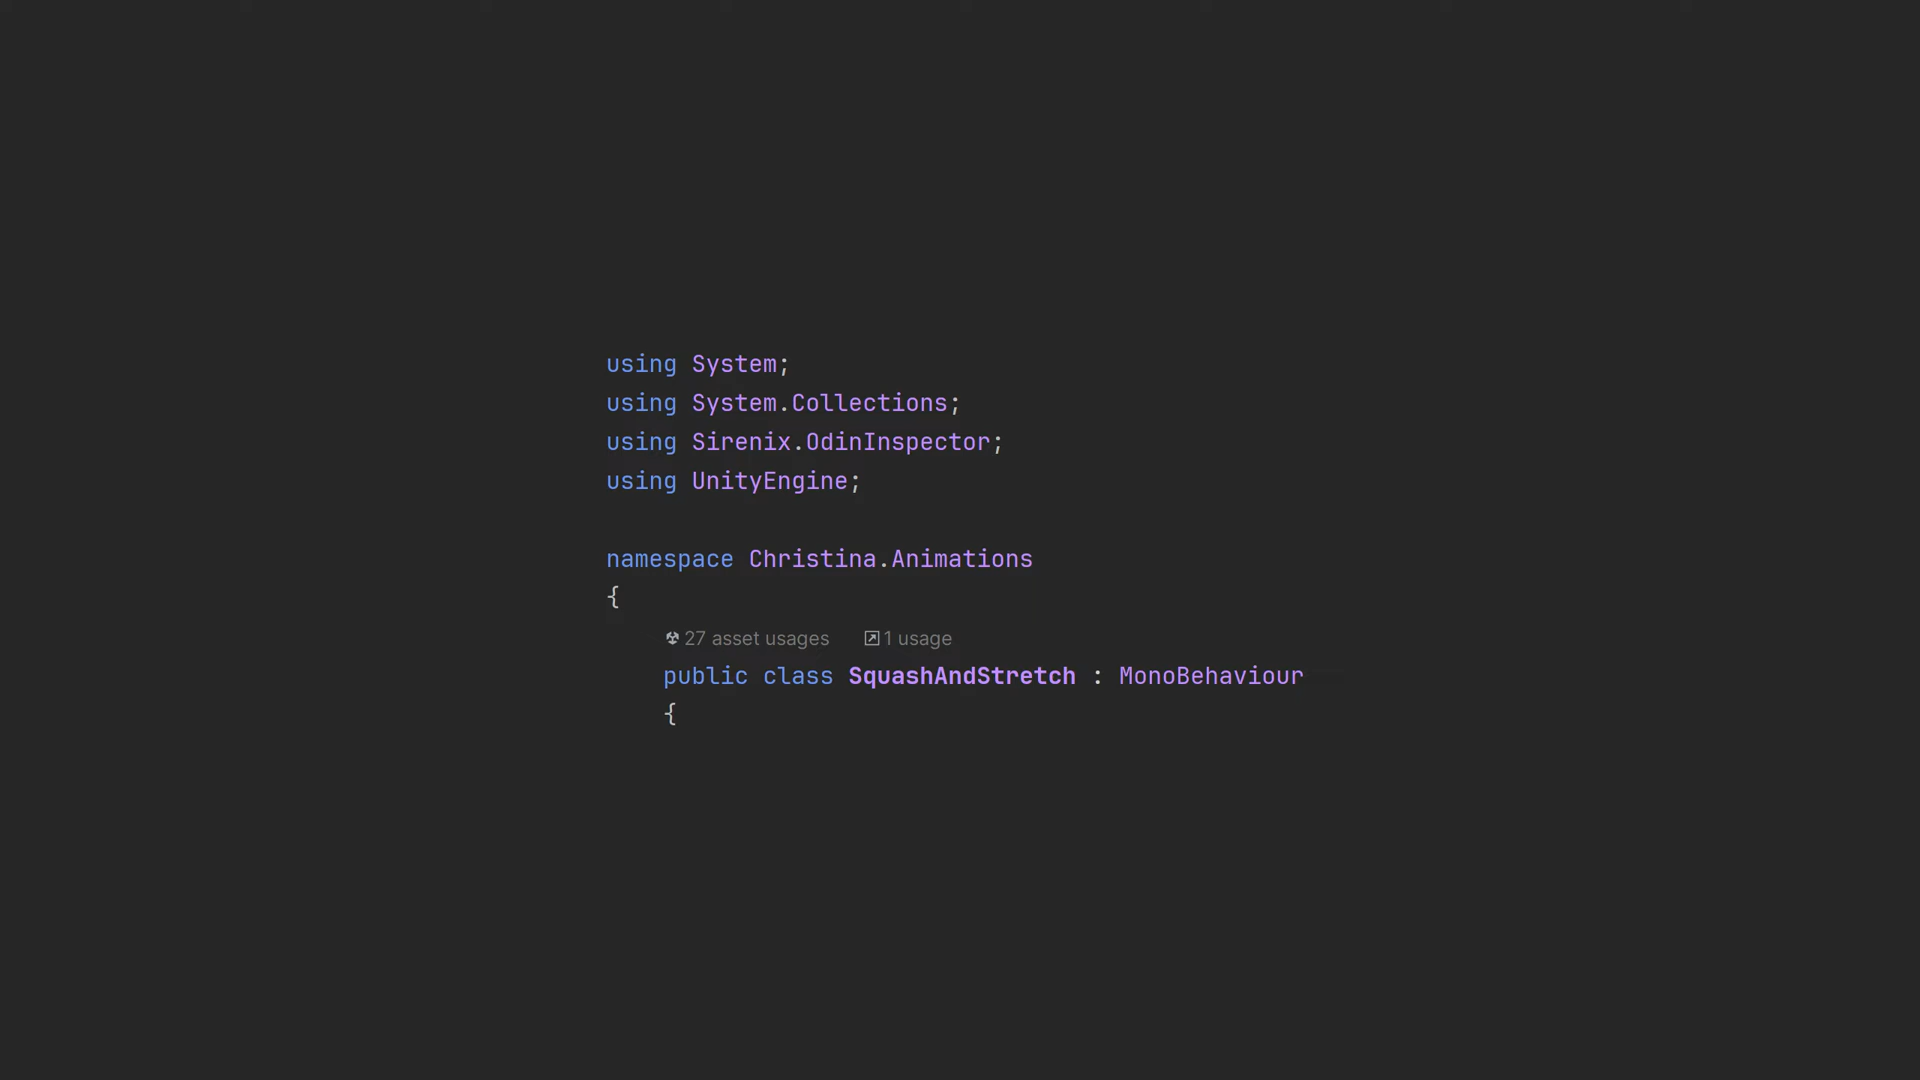 using System;
using System.Collections;
using Sirenix.OdinInspector;
using UnityEngine;
namespace Christina.Animations
{
27 asset usages 1 usage
public class SquashAndStretch : MonoBehaviour
{